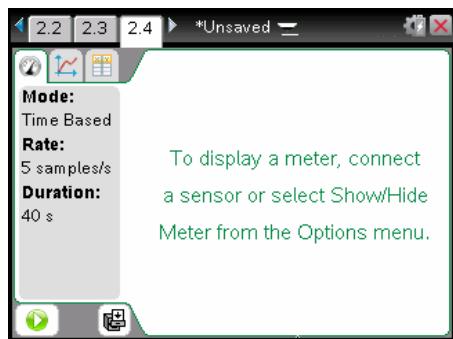 2.2 2.3 2.4 *Unsaved
Mode:
Time Based
Rate:
5 samples/s
Duration:
40 s
To display a meter, connect
a sensor or select Show/Hide
Meter from the Options menu.